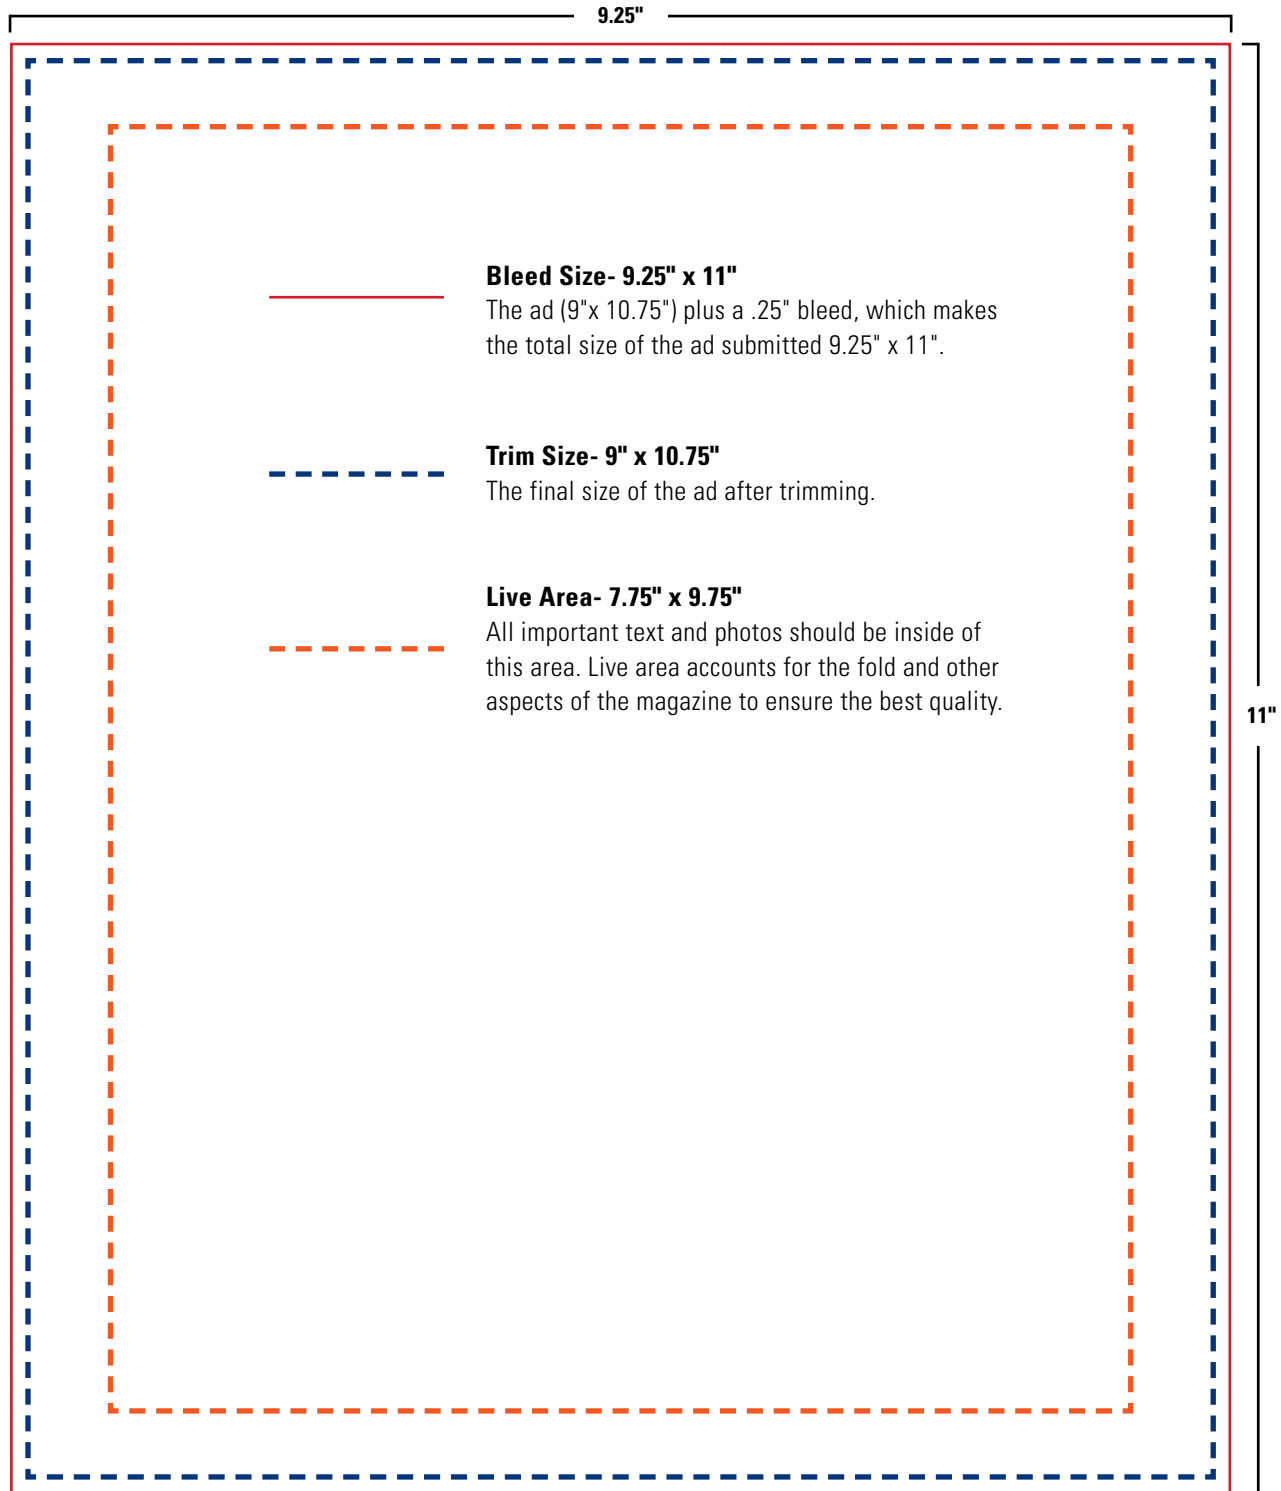 9.25"
Bleed Size- 9.25" x 11"
The ad (9"x 10.75") plus a .25" bleed, which makes
the total size of the ad submitted 9.25" x 11".
Trim Size- 9" x 10.75"
The final size of the ad after trimming.
Live Area- 7.75" x 9.75"
All important text and photos should be inside of
this area. Live area accounts for the fold and other
aspects of the magazine to ensure the best quality.
11"